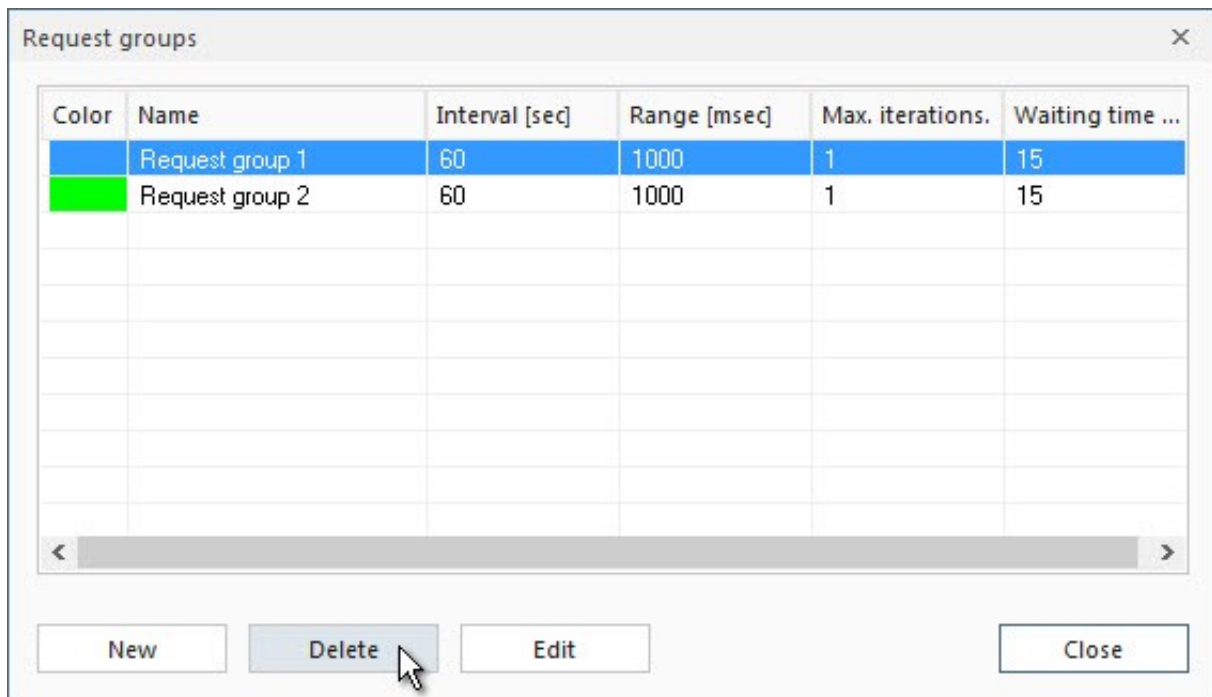 Request groups
Color Name Interval [sec] Range [msec] Max. iterations. Waiting time ...
Request group 1 60 1000 1 15
Request group 2 60 1000 1 15
New Delete Edit Close